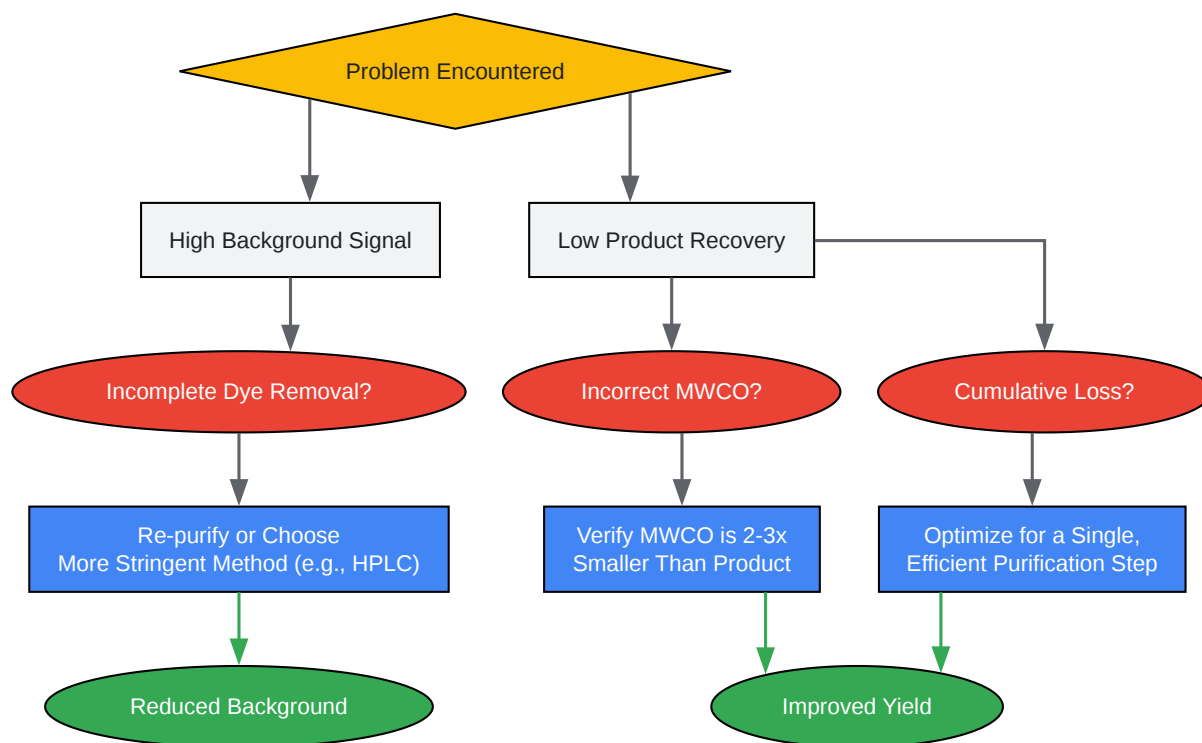 Problem Encountered
High Background Signal
Low Product Recovery
Incomplete Dye Removal?
Incorrect MWCO?
Cumulative Loss?
Re-purify or Choose
More Stringent Method (e.g., HPLC)
Verify MWCO is 2-3x
Smaller Than Product
Optimize for a Single,
Efficient Purification Step
Reduced Background
Improved Yield